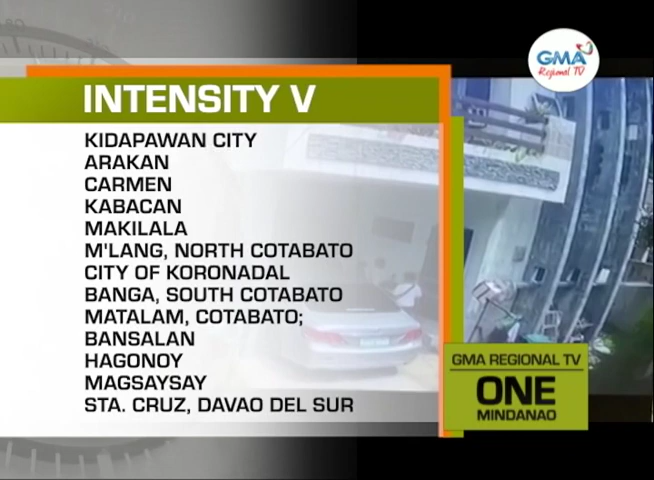 GMA
Regional TV
INTENSITY V
KIDAPAWAN CITY
ARAKAN
CARMEN
KABACAN
MAKILALA
M'LANG, NORTH COTABATO
CITY OF KORONADAL
BANGA, SOUTH COTABATO
MATALAM, COTABATO;
BANSALAN
HAGONOY
MAGSAYSAY
STA. CRUZ, DAVAO DEL SUR
GMA REGIONAL TV
ONE
MINDANAO